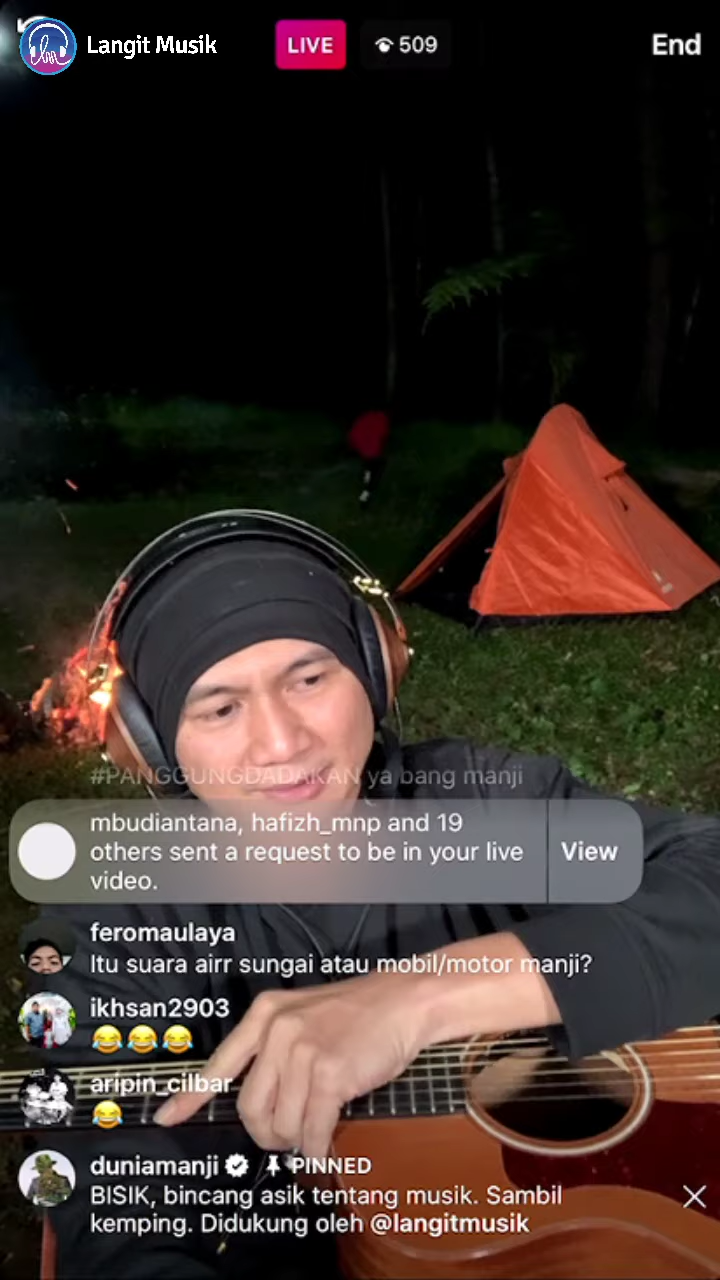 Langit Musik
LIVE
509
End
#PANGGUNGDADAKAN ya bang manji
mbudiantana, hafizh_mnp and 19
others sent a request to be in your live
video.
View
feromaulaya
Itu suara airr sungai atau mobil/motor manji?
ikhsan2903
😂😂😂
aripin_cilbar
😂
duniamanji PINNED
BISIK, bincang asik tentang musik. Sambil
kemping. Didukung oleh @langitmusik